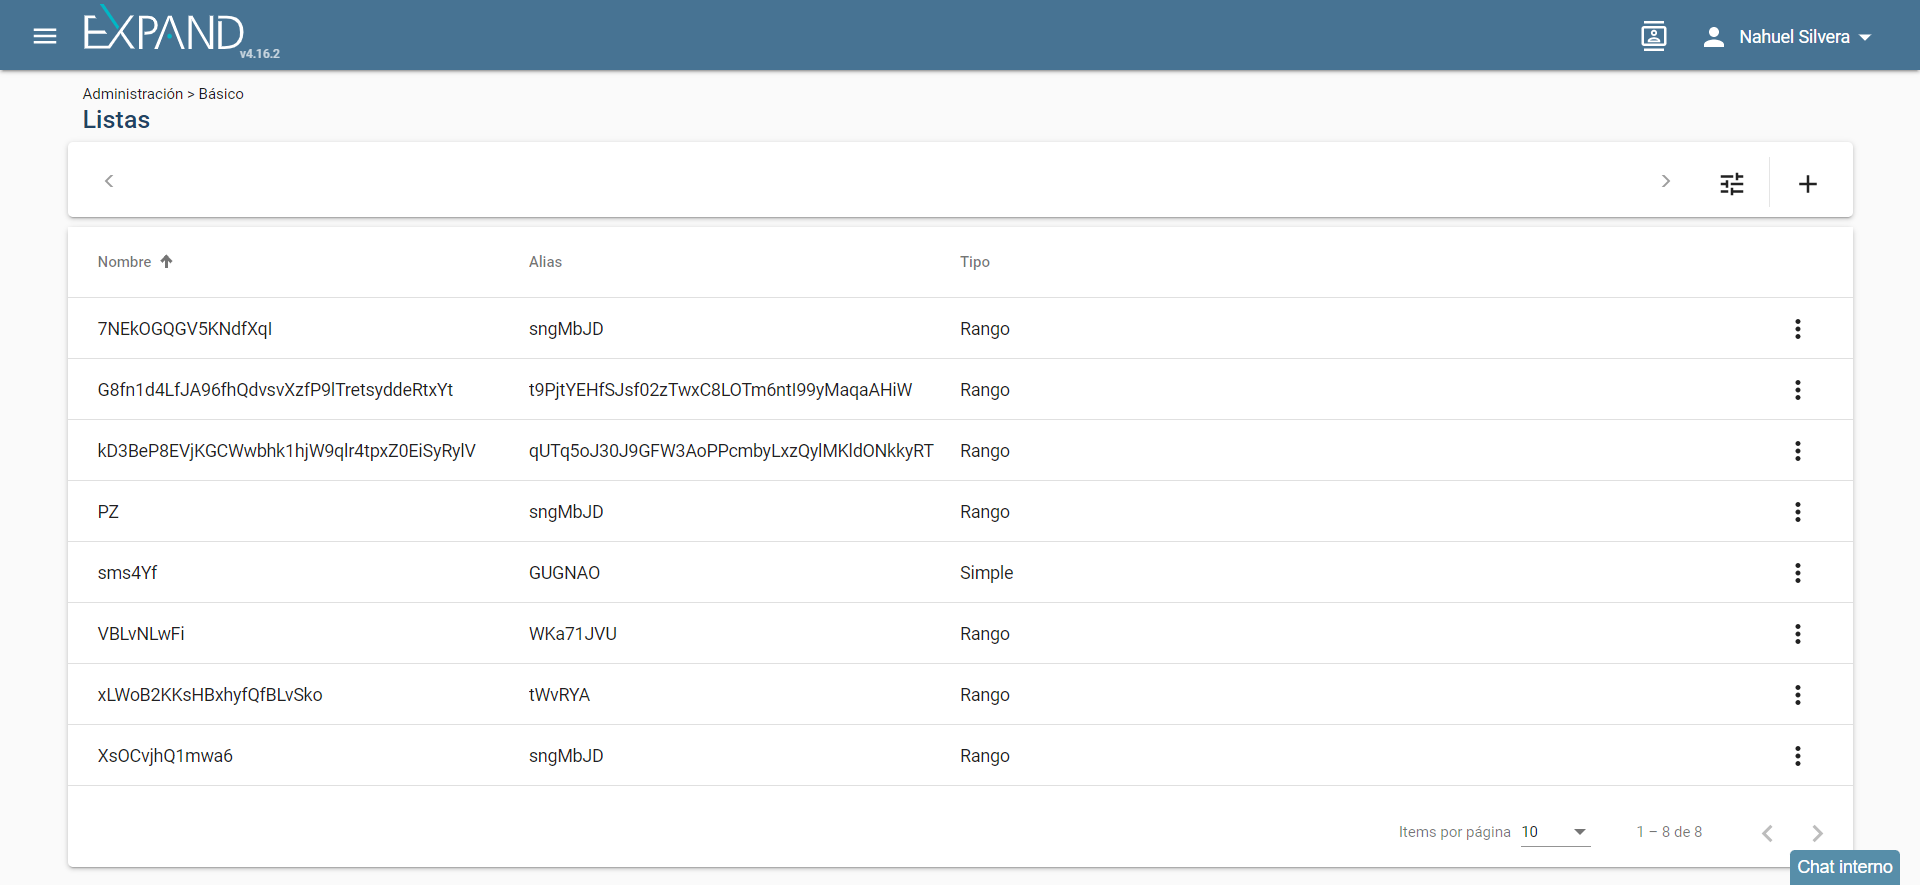 EXPAND
v4.16.2
Nahuel Silvera
Administración > Básico
Listas
Nombre Alias Tipo
7NEkOGQGV5KNdfXqI sngMbJD Rango
G8fn1d4LfJA96fhQdvsvXzfP9lTretsyddeRtxYt t9PjtYEHfSJsf02zTwxC8LOTm6ntI99yMaqaAHiW Rango
kD3BeP8EVjKGCWwbhk1hjW9qlr4tpxZ0EiSyRylV qUTq5oJ30J9GFW3AoPPcmbyLxzQylMKldONkkyRT Rango
PZ sngMbJD Rango
sms4Yf GUGNAO Simple
VBLvNLwFi WKa71JVU Rango
xLWoB2KKsHBxhyfQfBLvSko tWvRYA Rango
XsOCvjhQ1mwa6 sngMbJD Rango
Items por página 10 1 – 8 de 8
Chat interno